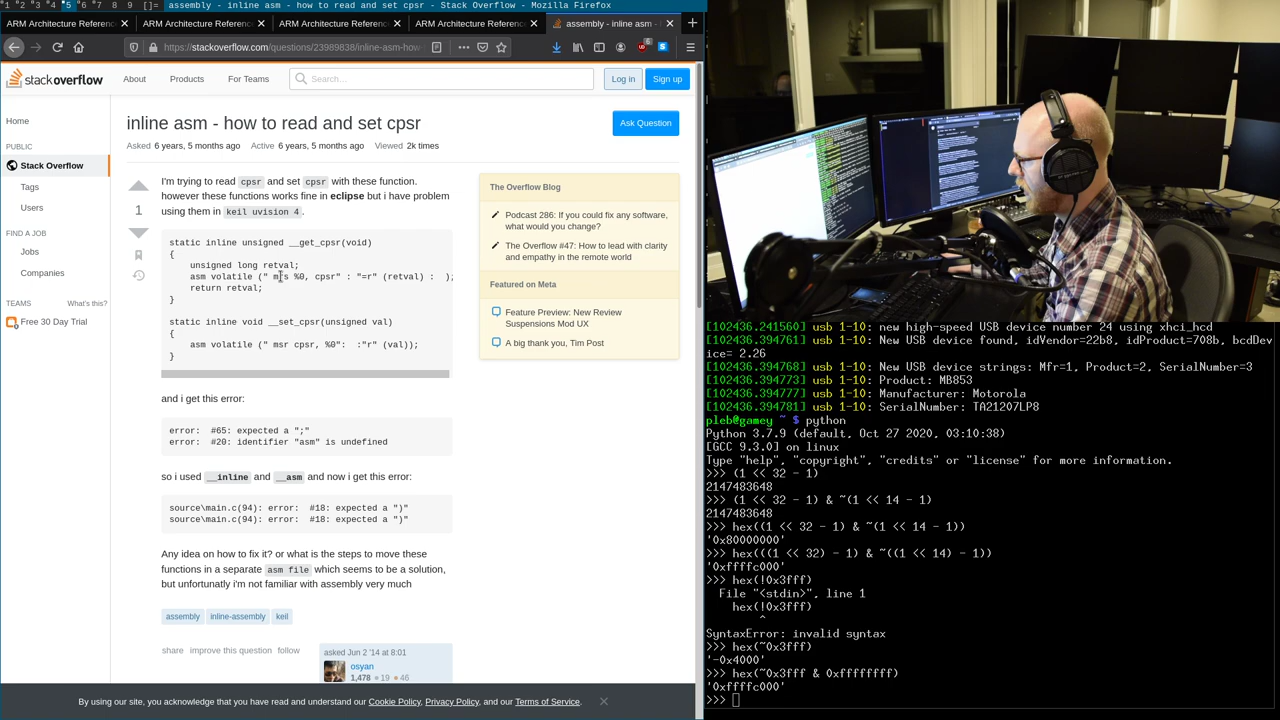 1 2 3 4 5 6 7 8 9 []= assembly - inline asm - how to read and set cpsr - Stack Overflow - Mozilla Firefox
ARM Architecture Referenc × ARM Architecture Referenc × ARM Architecture Referenc × ARM Architecture Referenc × assembly - inline asm - h × +
https://stackoverflow.com/questions/23989838/inline-asm-how-
6
S
stackoverflow
About
Products
For Teams
Search…
Log in
Sign up
Home
PUBLIC
Stack Overflow
Tags
Users
FIND A JOB
Jobs
Companies
TEAMS
What's this?
Free 30 Day Trial
inline asm - how to read and set cpsr
Ask Question
Asked 6 years, 5 months ago Active 6 years, 5 months ago Viewed 2k times
1
I'm trying to read cpsr and set cpsr with these function.
however these functions works fine in eclipse but i have problem
using them in keil uvision 4.
static inline unsigned __get_cpsr(void)
{
unsigned long retval;
asm volatile (" mrs %0, cpsr" : "=r" (retval) : );
return retval;
}
static inline void __set_cpsr(unsigned val)
{
asm volatile (" msr cpsr, %0": :"r" (val));
}
and i get this error:
error: #65: expected a ";"
error: #20: identifier "asm" is undefined
so i used __inline and __asm and now i get this error:
source\main.c(94): error: #18: expected a ")"
source\main.c(94): error: #18: expected a ")"
Any idea on how to fix it? or what is the steps to move these
functions in a separate asm file which seems to be a solution,
but unfortunatly i'm not familiar with assembly very much
assembly inline-assembly keil
share improve this question follow
asked Jun 2 '14 at 8:01
osyan
1,478 19 46
The Overflow Blog
Podcast 286: If you could fix any software,
what would you change?
The Overflow #47: How to lead with clarity
and empathy in the remote world
Featured on Meta
New Feature Preview: New Review
Suspensions Mod UX
A big thank you, Tim Post
By using our site, you acknowledge that you have read and understand our Cookie Policy, Privacy Policy, and our Terms of Service.
[102436.241560] usb 1-10: new high-speed USB device number 24 using xhci_hcd
[102436.394761] usb 1-10: New USB device found, idVendor=22b8, idProduct=708b, bcdDev
ice= 2.26
[102436.394768] usb 1-10: New USB device strings: Mfr=1, Product=2, SerialNumber=3
[102436.394773] usb 1-10: Product: MB853
[102436.394777] usb 1-10: Manufacturer: Motorola
[102436.394781] usb 1-10: SerialNumber: TA21207LP8
pleb@gamey ~ $ python
Python 3.7.9 (default, Oct 27 2020, 03:10:38)
[GCC 9.3.0] on linux
Type "help", "copyright", "credits" or "license" for more information.
>>> (1 << 32 - 1)
2147483648
>>> (1 << 32 - 1) & ~(1 << 14 - 1)
2147483648
>>> hex((1 << 32 - 1) & ~(1 << 14 - 1))
'0x80000000'
>>> hex(((1 << 32) - 1) & ~((1 << 14) - 1))
'0xffffc000'
>>> hex(!0x3fff)
File "<stdin>", line 1
hex(!0x3fff)
^
SyntaxError: invalid syntax
>>> hex(~0x3fff)
'-0x4000'
>>> hex(~0x3fff & 0xffffffff)
'0xffffc000'
>>>